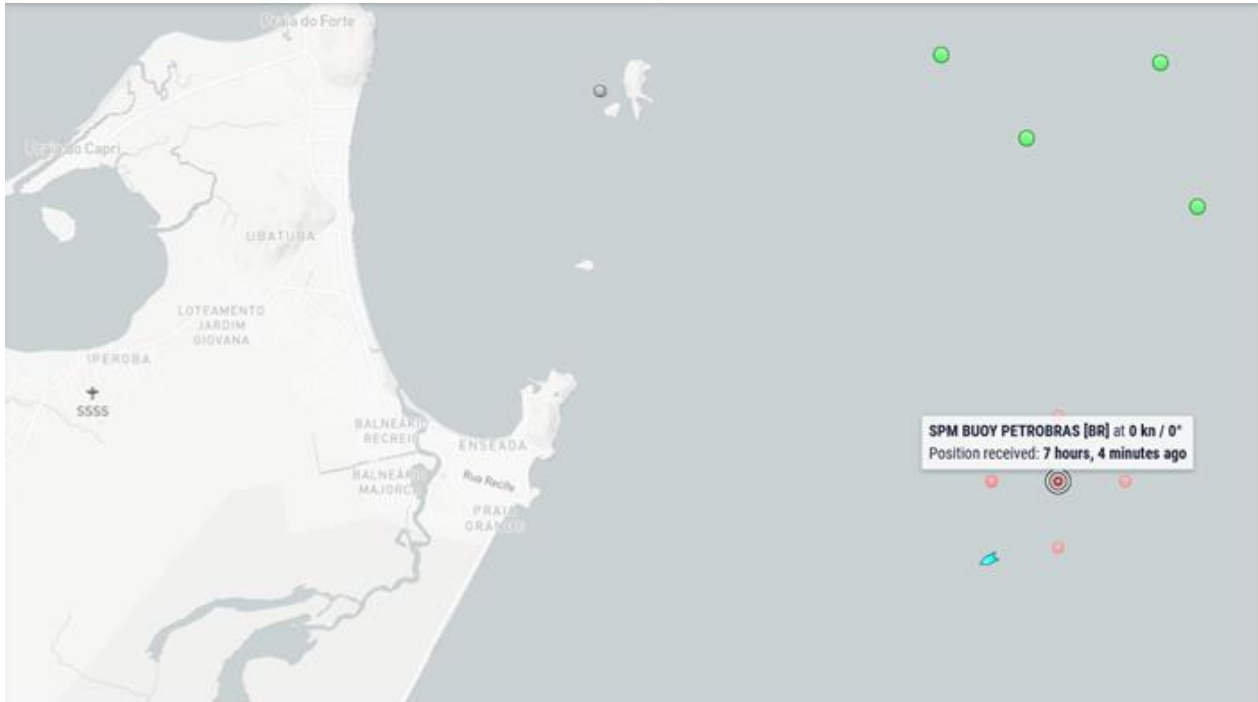 Praia do Forte
do Capri
UBATUBA
LOTEAMENTO
JARDIM
GIOVANA
IPEROBA
SSSS
BALNEÁRIO
RECREIO
ENSEADA
BALNEÁRIO
MAJORCA
Rua Recife
PRAIA
GRANDE
SPM BUOY PETROBRAS [BR] at 0 kn / 0°
Position received: 7 hours, 4 minutes ago